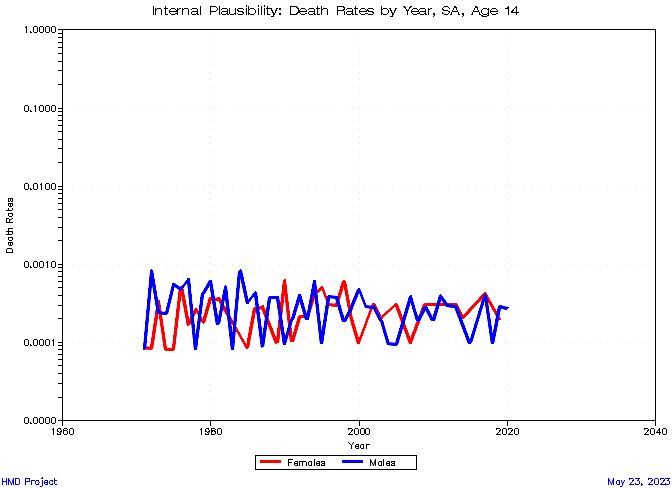 Internal Plausibility: Death Rates by Year, SA, Age 14
1.0000
0.1000
0.0100
0.0010
0.0001
0.0000
Death Rates
1960 1980 2000 2020 2040
Year
Females Males
HMD Project
May 23, 2023